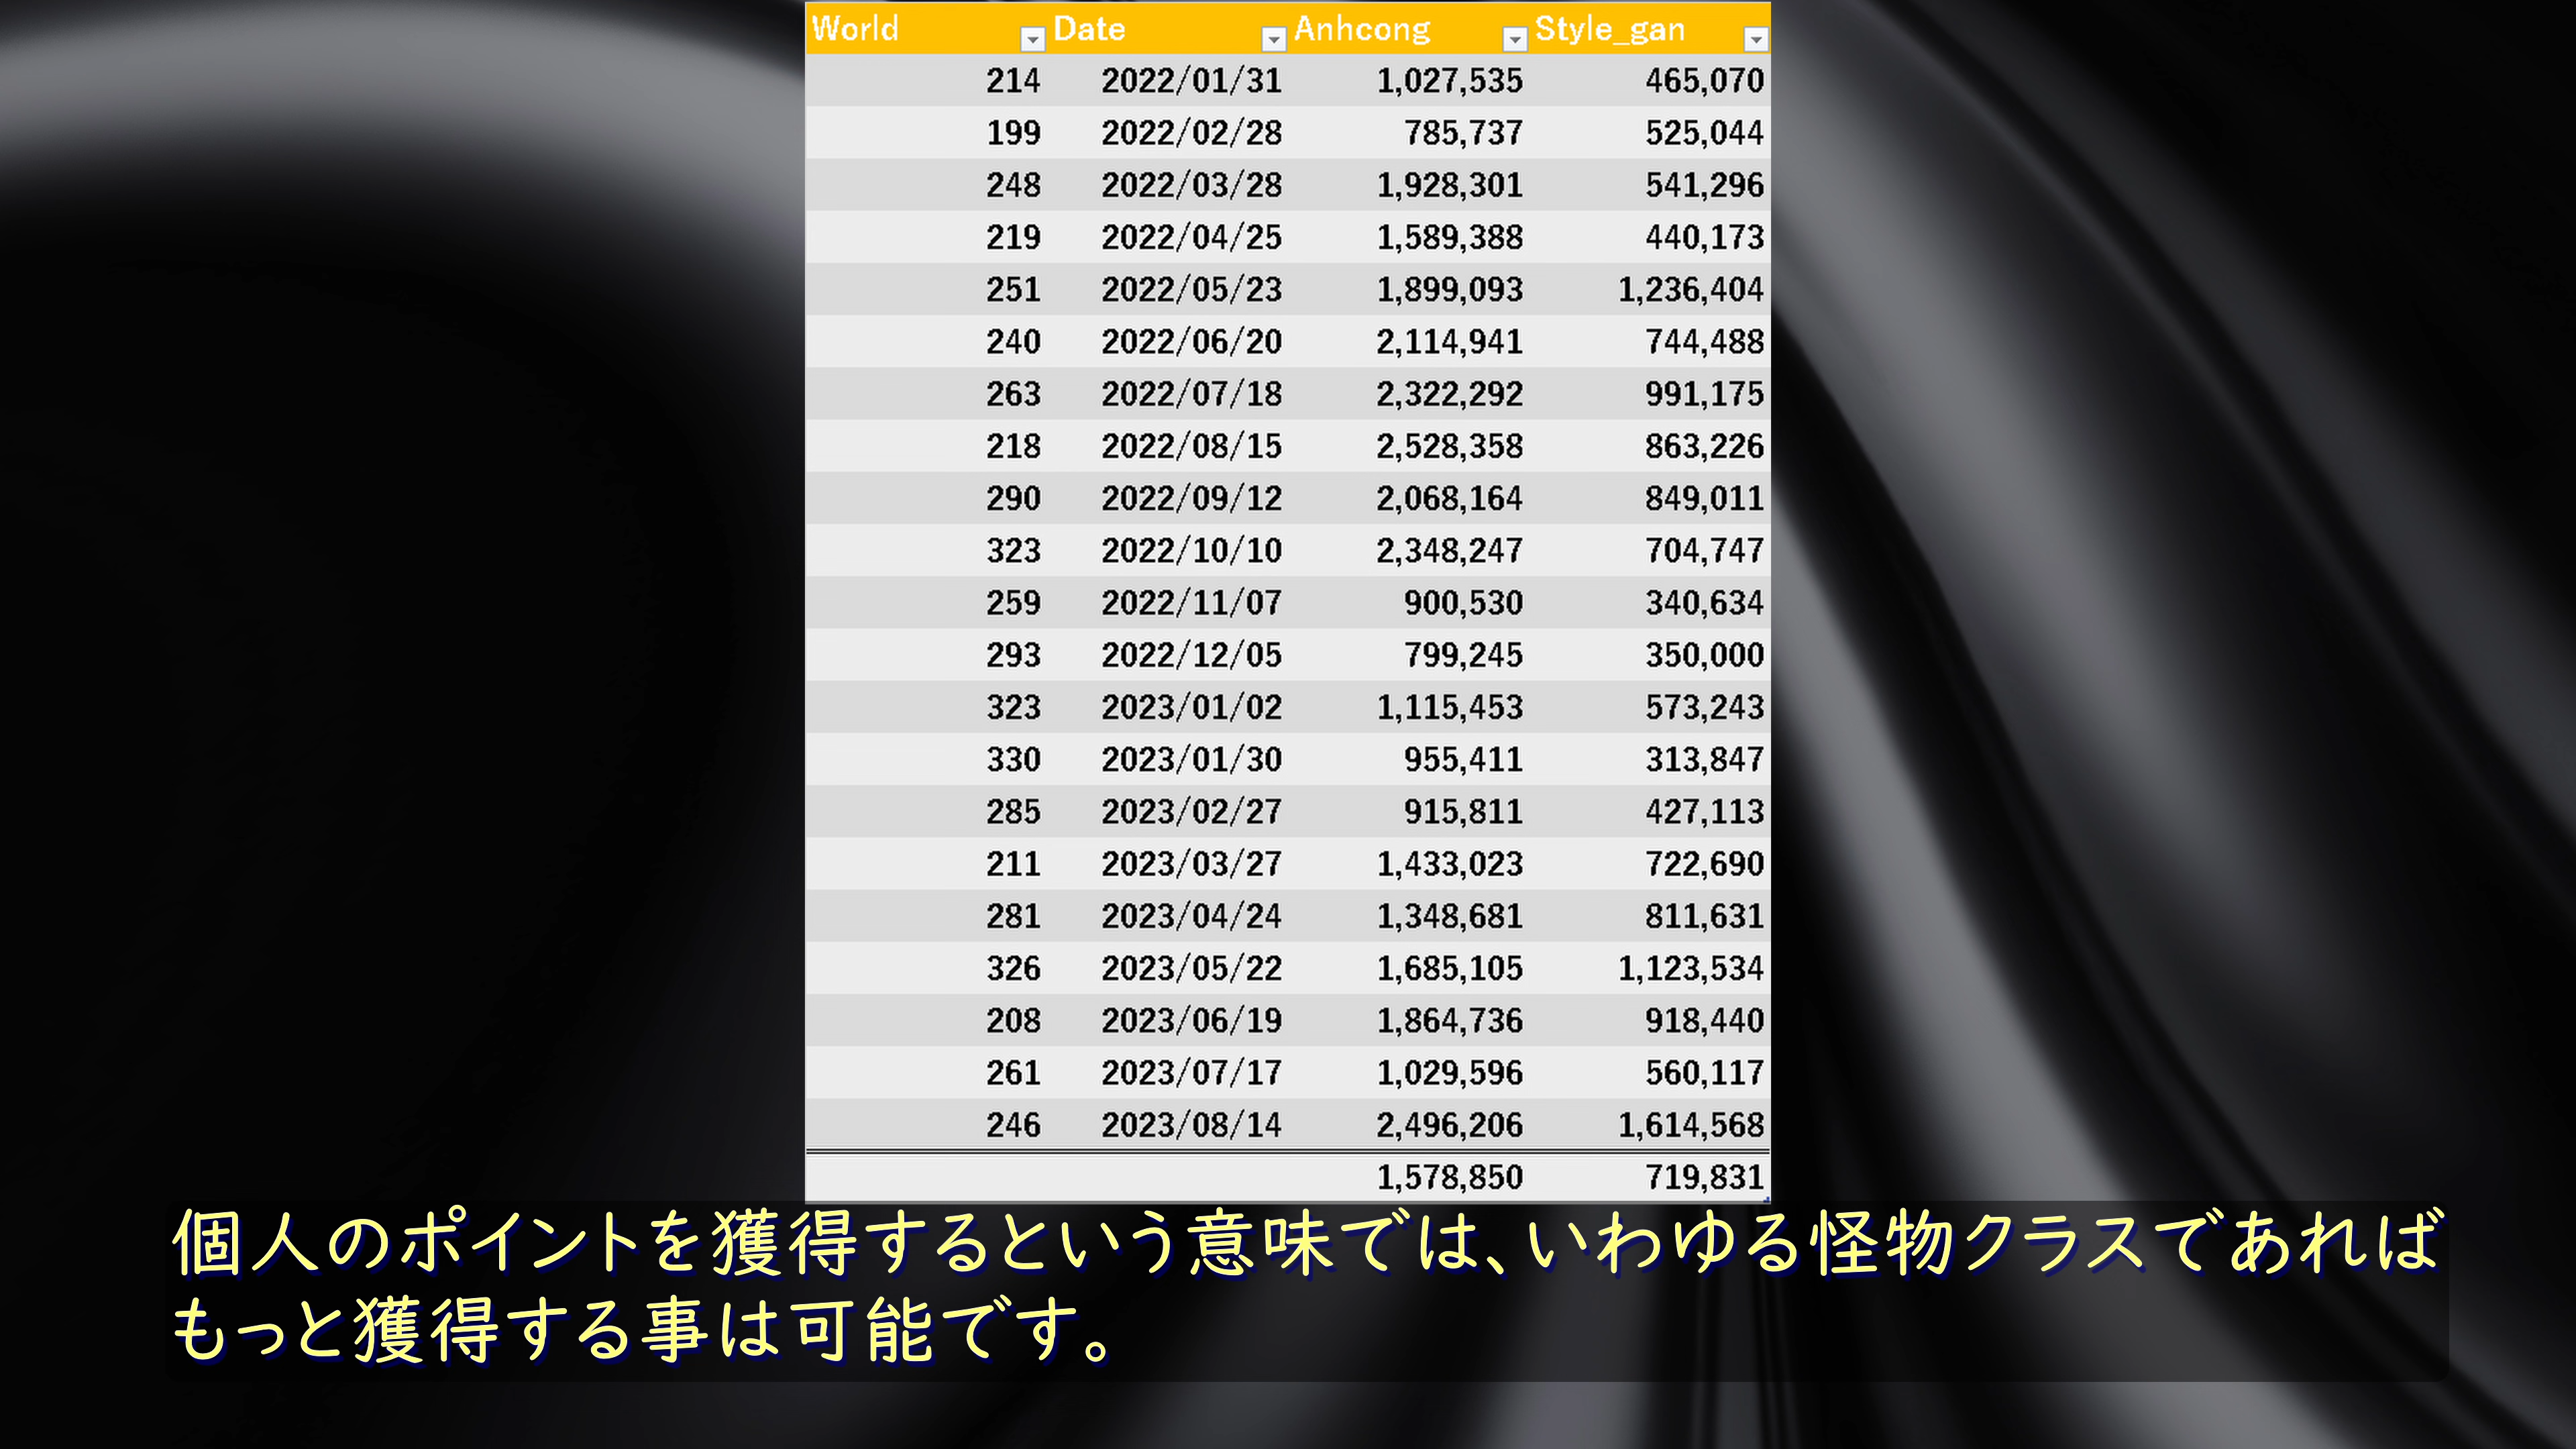 World Date Anhcong Style_gan
214 2022/01/31 1,027,535 465,070
199 2022/02/28 785,737 525,044
248 2022/03/28 1,928,301 541,296
219 2022/04/25 1,589,388 440,173
251 2022/05/23 1,899,093 1,236,404
240 2022/06/20 2,114,941 744,488
263 2022/07/18 2,322,292 991,175
218 2022/08/15 2,528,358 863,226
290 2022/09/12 2,068,164 849,011
323 2022/10/10 2,348,247 704,747
259 2022/11/07 900,530 340,634
293 2022/12/05 799,245 350,000
323 2023/01/02 1,115,453 573,243
330 2023/01/30 955,411 313,847
285 2023/02/27 915,811 427,113
211 2023/03/27 1,433,023 722,690
281 2023/04/24 1,348,681 811,631
326 2023/05/22 1,685,105 1,123,534
208 2023/06/19 1,864,736 918,440
261 2023/07/17 1,029,596 560,117
246 2023/08/14 2,496,206 1,614,568
1,578,850 719,831
個人のポイントを獲得するという意味では、いわゆる怪物クラスであれば
もっと獲得する事は可能です。